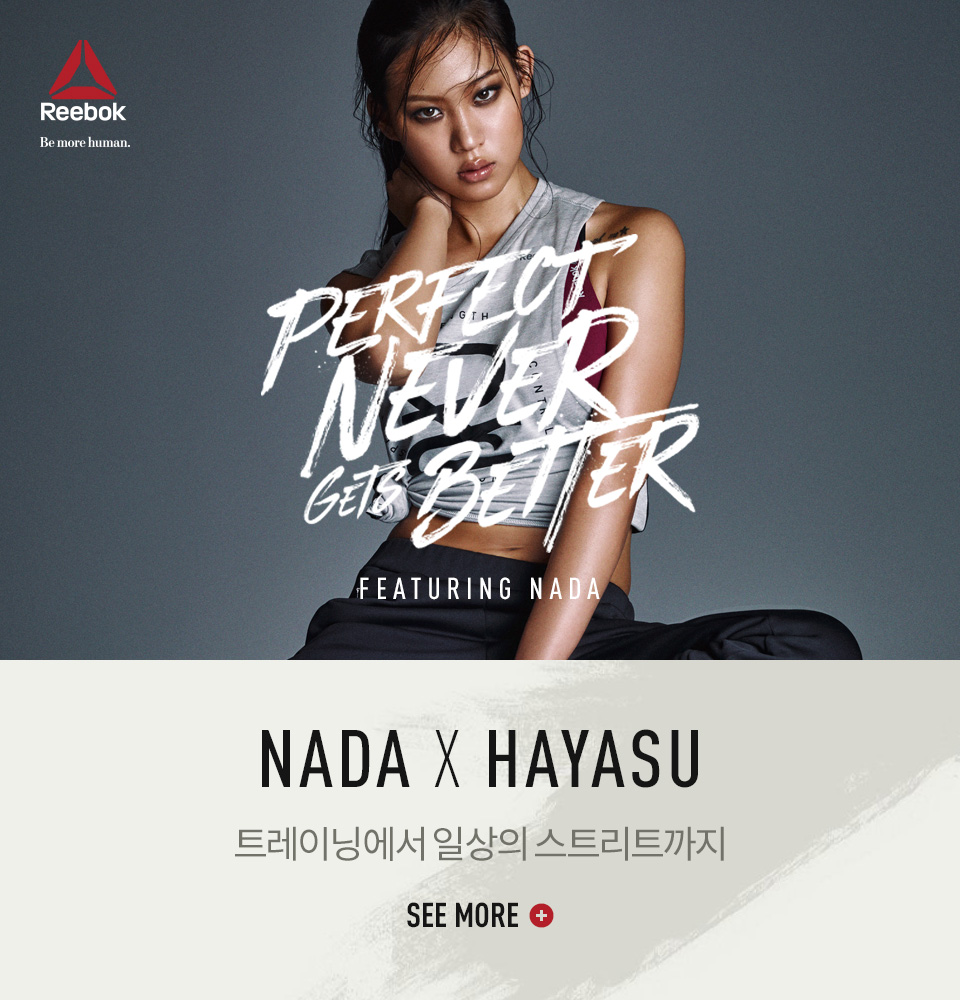 Reebok
Be more human.
PERFECT
NEVER
GETS BETTER
FEATURING NADA
NADA X HAYASU
트레이닝에서 일상의 스트리트까지
SEE MORE